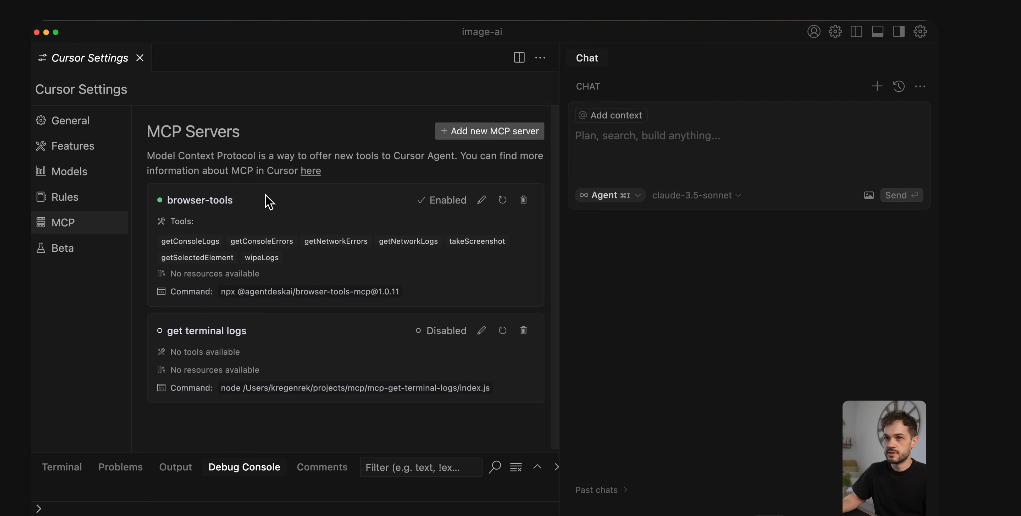 image-ai
Cursor Settings
Chat
Cursor Settings
CHAT
General
Features
Models
Rules
MCP
Beta
MCP Servers
+ Add new MCP server
Model Context Protocol is a way to offer new tools to Cursor Agent. You can find more
information about MCP in Cursor here
browser-tools
Enabled
Tools:
getConsoleLogs getConsoleErrors getNetworkErrors getNetworkLogs takeScreenshot
getSelectedElement wipeLogs
No resources available
Command: npx @agentdeskai/browser-tools-mcp@1.0.11
get terminal logs
Disabled
No tools available
No resources available
Command: node /Users/kregenrek/projects/mcp/mcp-get-terminal-logs/index.js
Terminal Problems Output Debug Console Comments Filter (e.g. text, !ex...
@ Add context
Plan, search, build anything...
∞ Agent ⌘I claude-3.5-sonnet Send ⏎
Past chats >